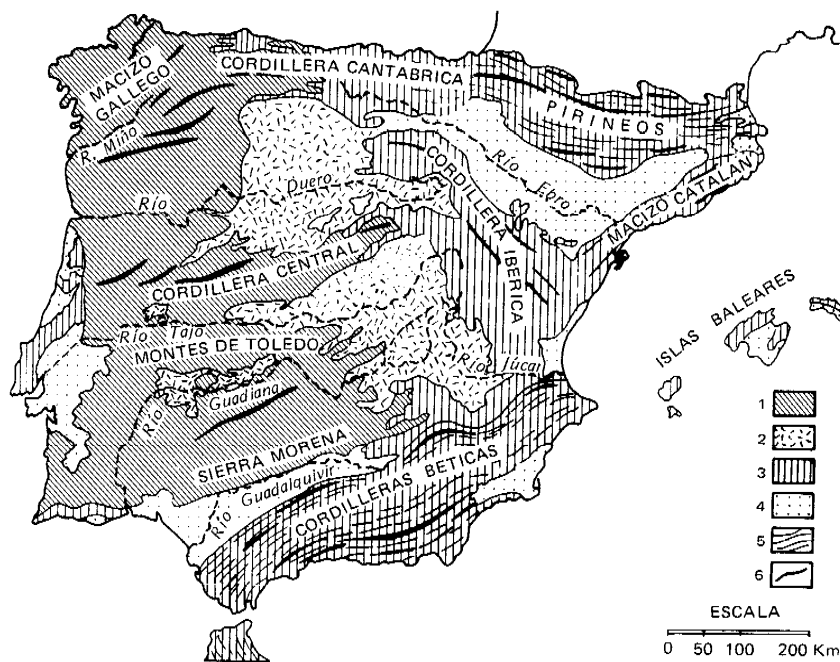 MACIZO
GALLEGO
CORDILLERA CANTABRICA
PIRINEOS
R. Miño
Río Duero
CORDILLERA IBERICA
Río Ebro
MACIZO CATALAN
CORDILLERA CENTRAL
Río Tajo
MONTES DE TOLEDO
Río Júcar
ISLAS BALEARES
Río Guadiana
SIERRA MORENA
Río Guadalquivir
CORDILLERAS BETICAS
1
2
3
4
5
6
ESCALA
0 50 100 200 Km